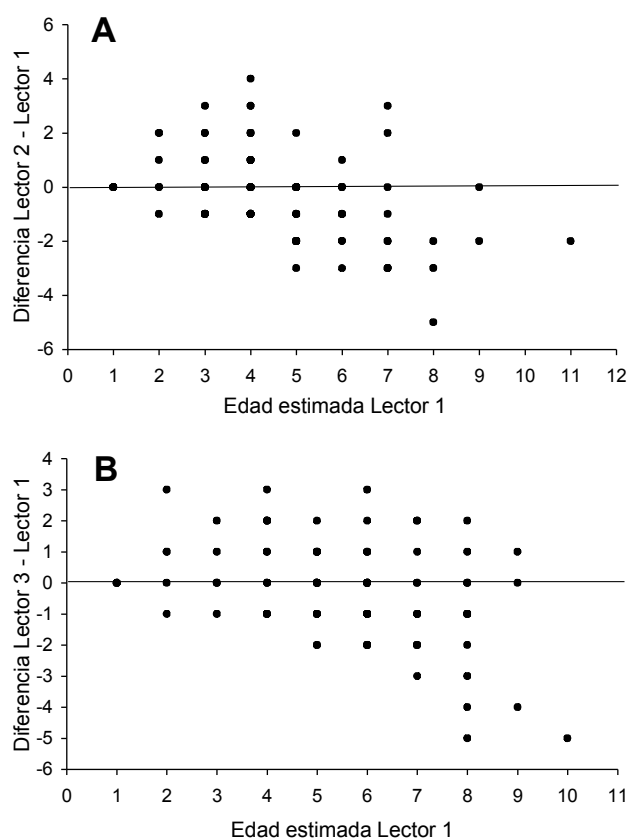 A
Diferencia Lector 2 - Lector 1
6
4
2
0
-2
-4
-6
0 1 2 3 4 5 6 7 8 9 10 11 12
Edad estimada Lector 1
B
Diferencia Lector 3 - Lector 1
4
3
2
1
0
-1
-2
-3
-4
-5
-6
0 1 2 3 4 5 6 7 8 9 10 11
Edad estimada Lector 1